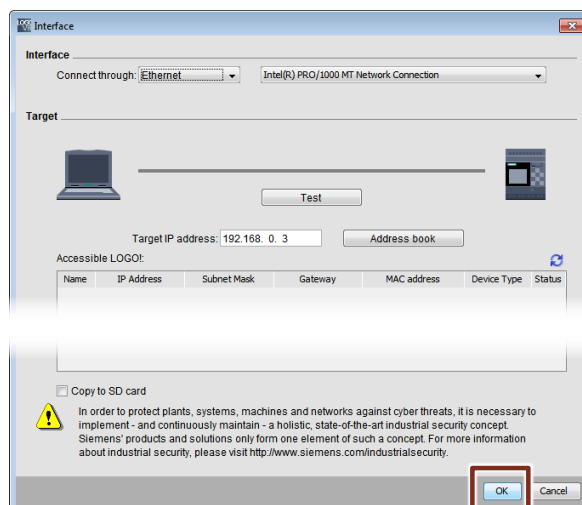 Interface
Interface
Connect through: Ethernet Intel(R) PRO/1000 MT Network Connection
Target
Test
Target IP address: 192.168. 0. 3 Address book
Accessible LOGO!:
Name IP Address Subnet Mask Gateway MAC address Device Type Status
Copy to SD card
In order to protect plants, systems, machines and networks against cyber threats, it is necessary to
implement - and continuously maintain - a holistic, state-of-the-art industrial security concept.
Siemens' products and solutions only form one element of such a concept. For more information
about industrial security, please visit http://www.siemens.com/industrialsecurity.
OK Cancel